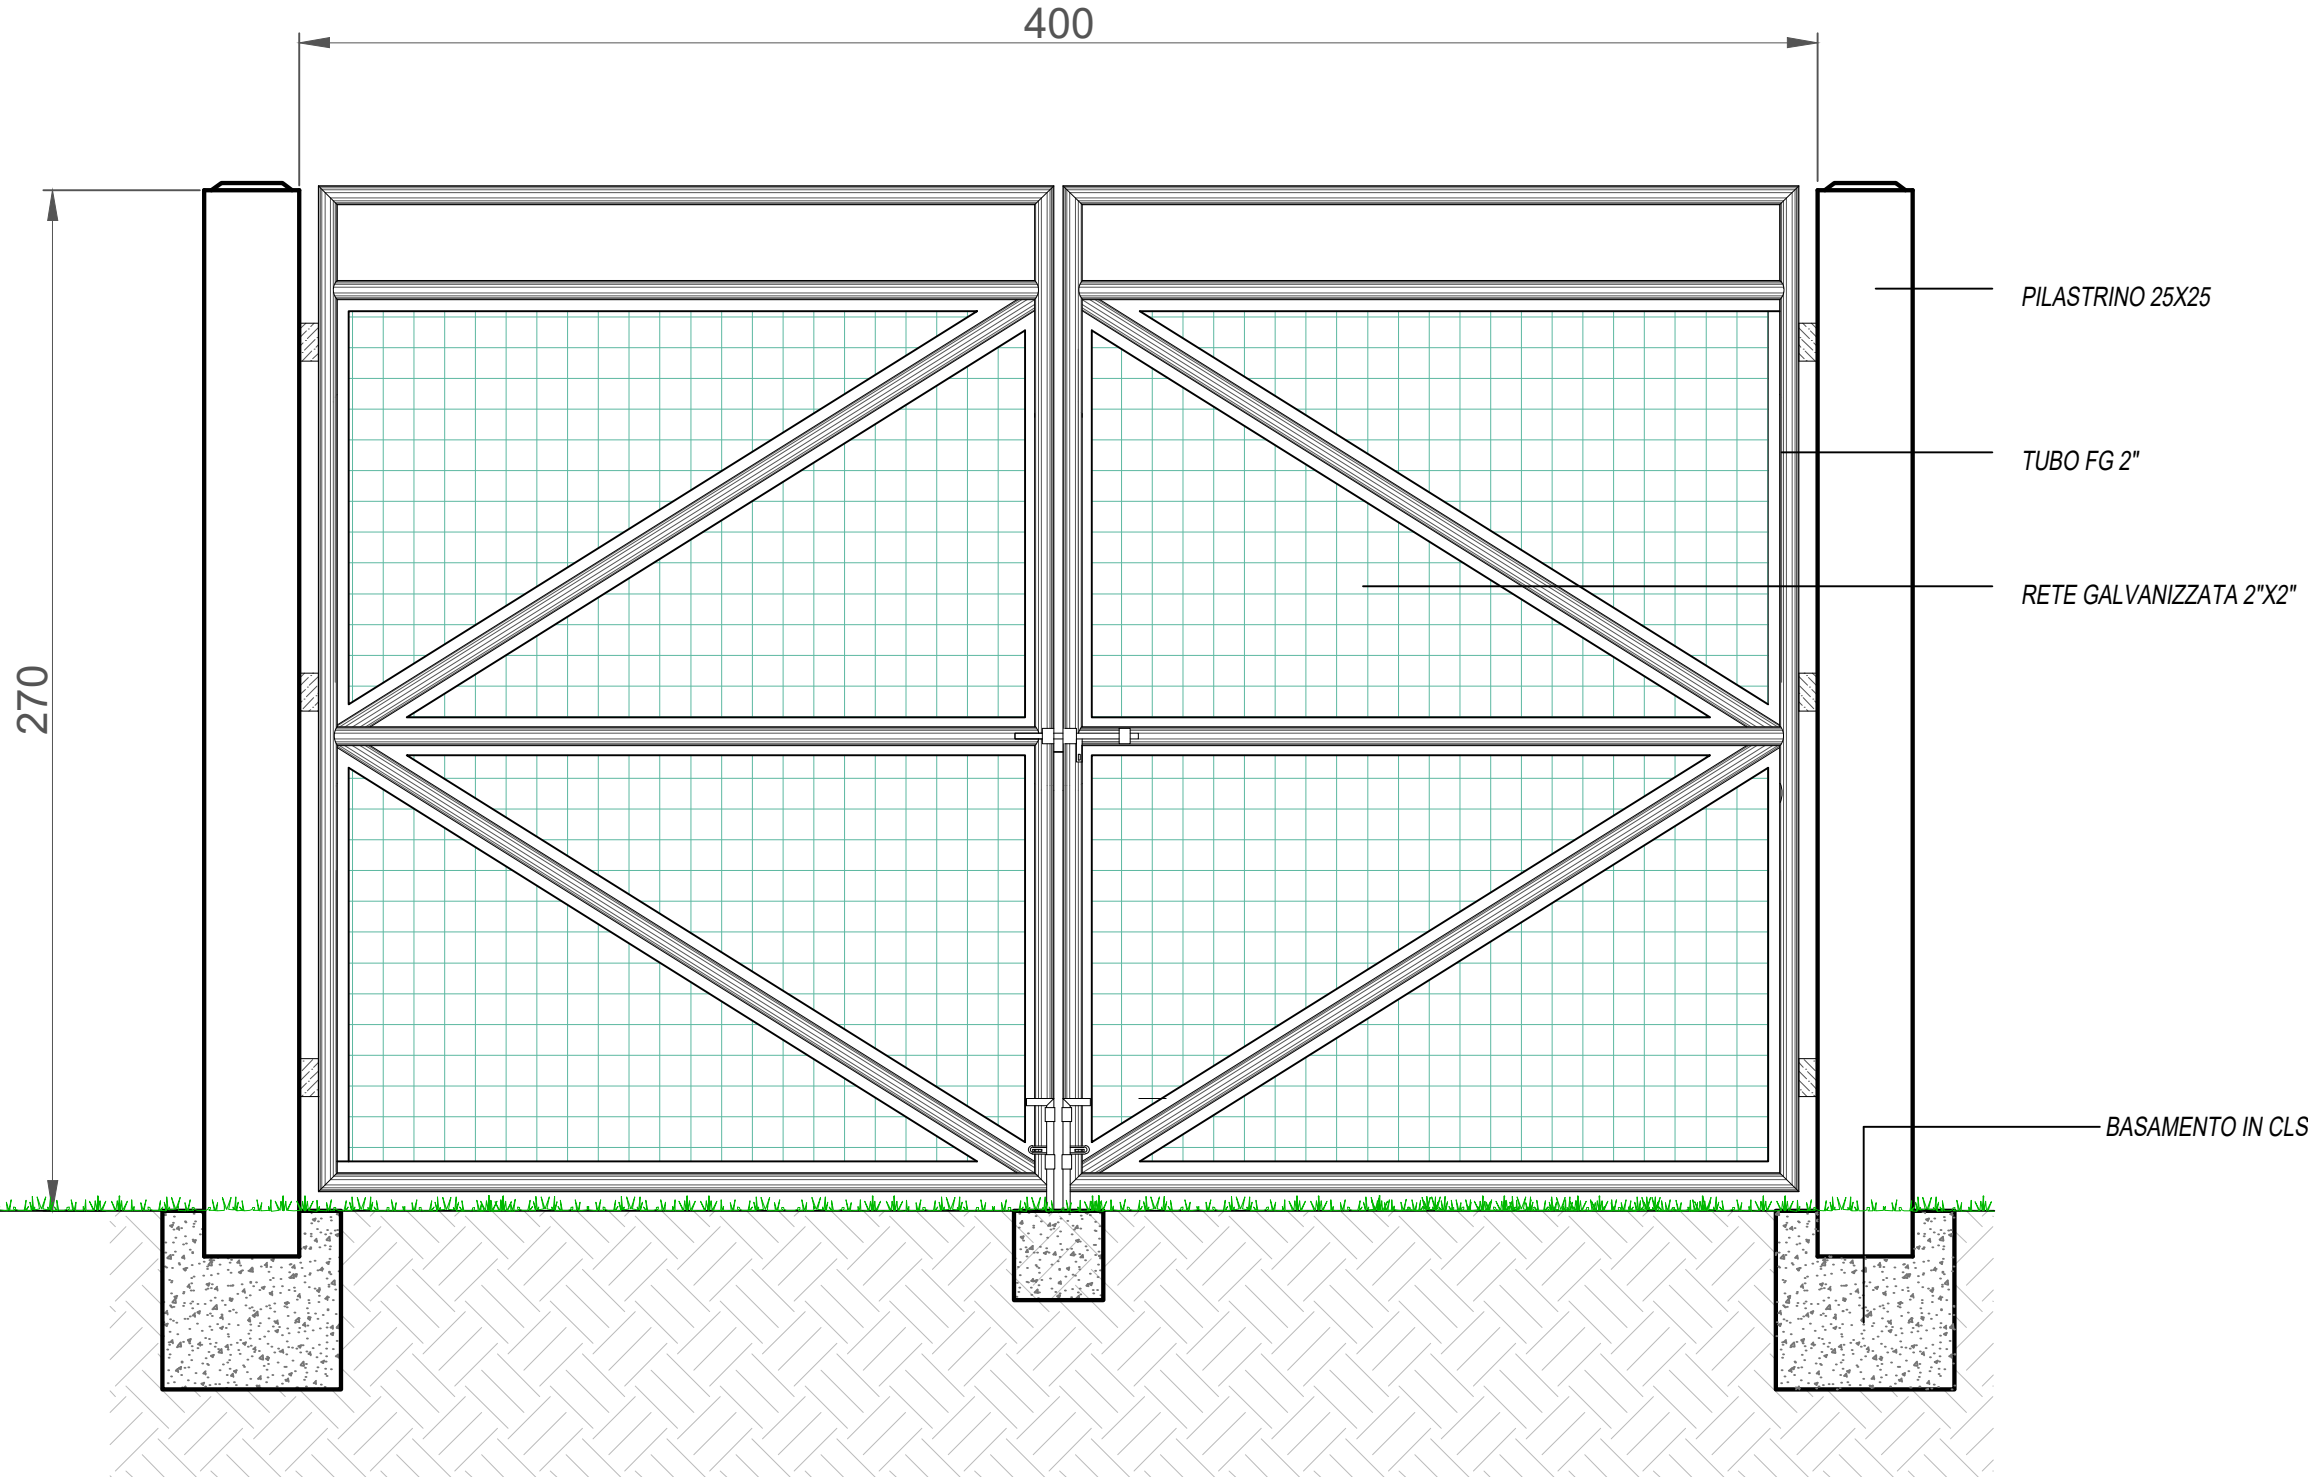 400
PILASTRINO 25X25
TUBO FG 2"
RETE GALVANIZZATA 2"X2"
270
BASAMENTO IN CLS